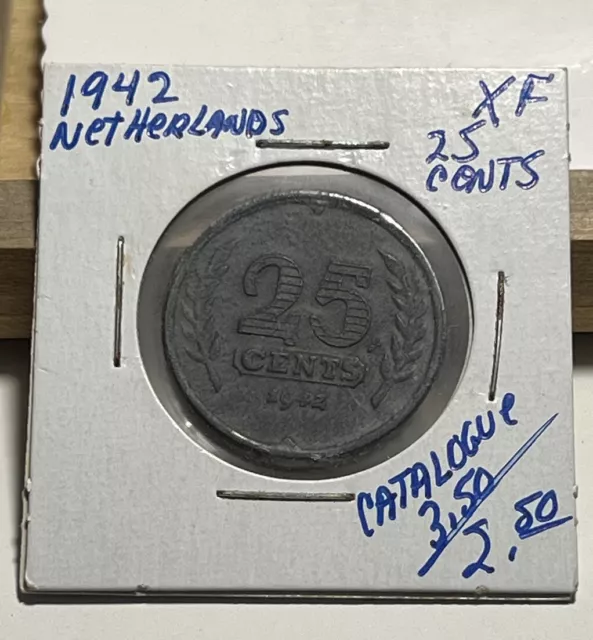 1942
NetHeRLANDS
XF
25
CENTS
25
CENTS
1942
CATALOGUe
3.50
2.50